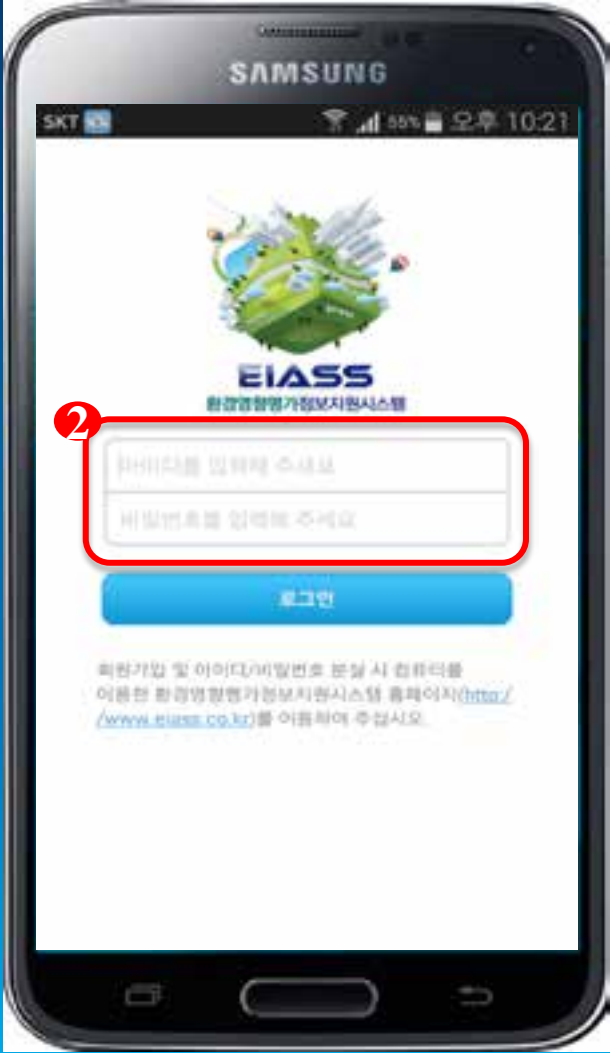 SAMSUNG
SKT 55% 오후 10:21
EIASS
환경영향평가정보지원시스템
2
아이디를 입력해 주세요
비밀번호를 입력해 주세요
로그인
회원가입 및 아이디/비밀번호 분실 시 컴퓨터를
이용한 환경영향평가정보지원시스템 홈페이지(http:/
/www.eiass.co.kr)를 이용하여 주십시오.